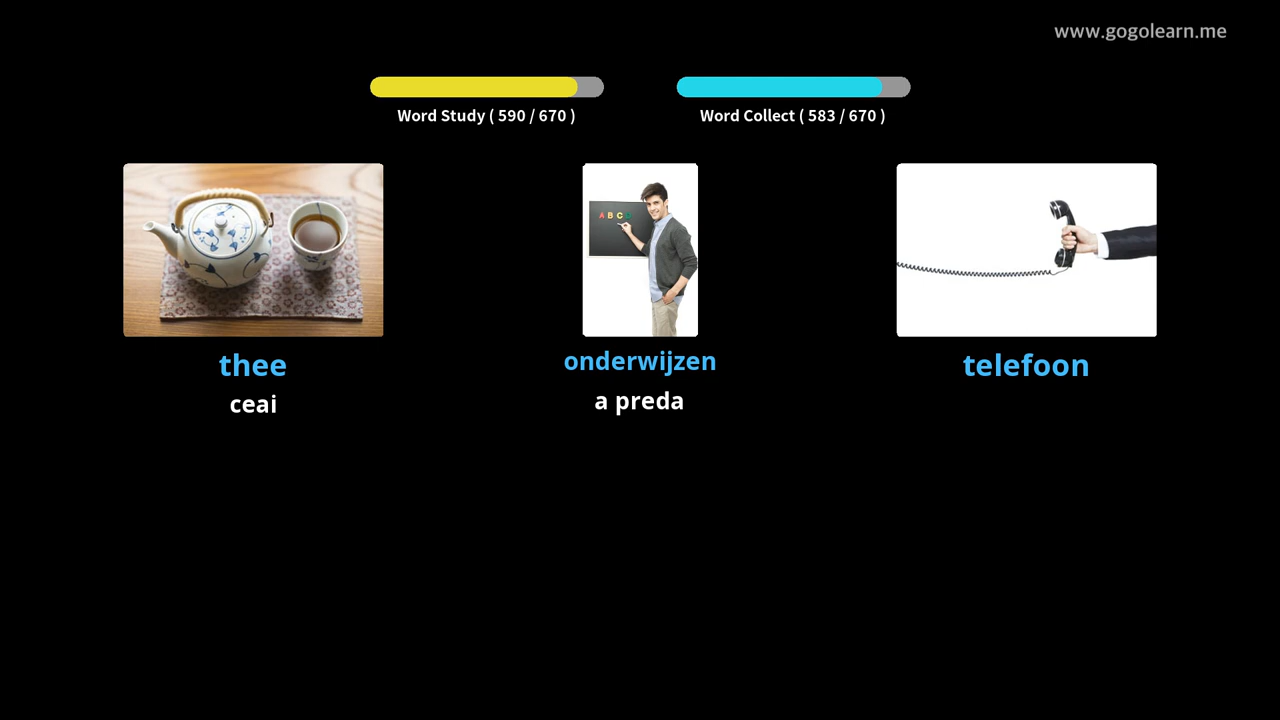 www.gogolearn.me
Word Study ( 590 / 670 )
Word Collect ( 583 / 670 )
A B C D
thee
onderwijzen
telefoon
ceai
a preda